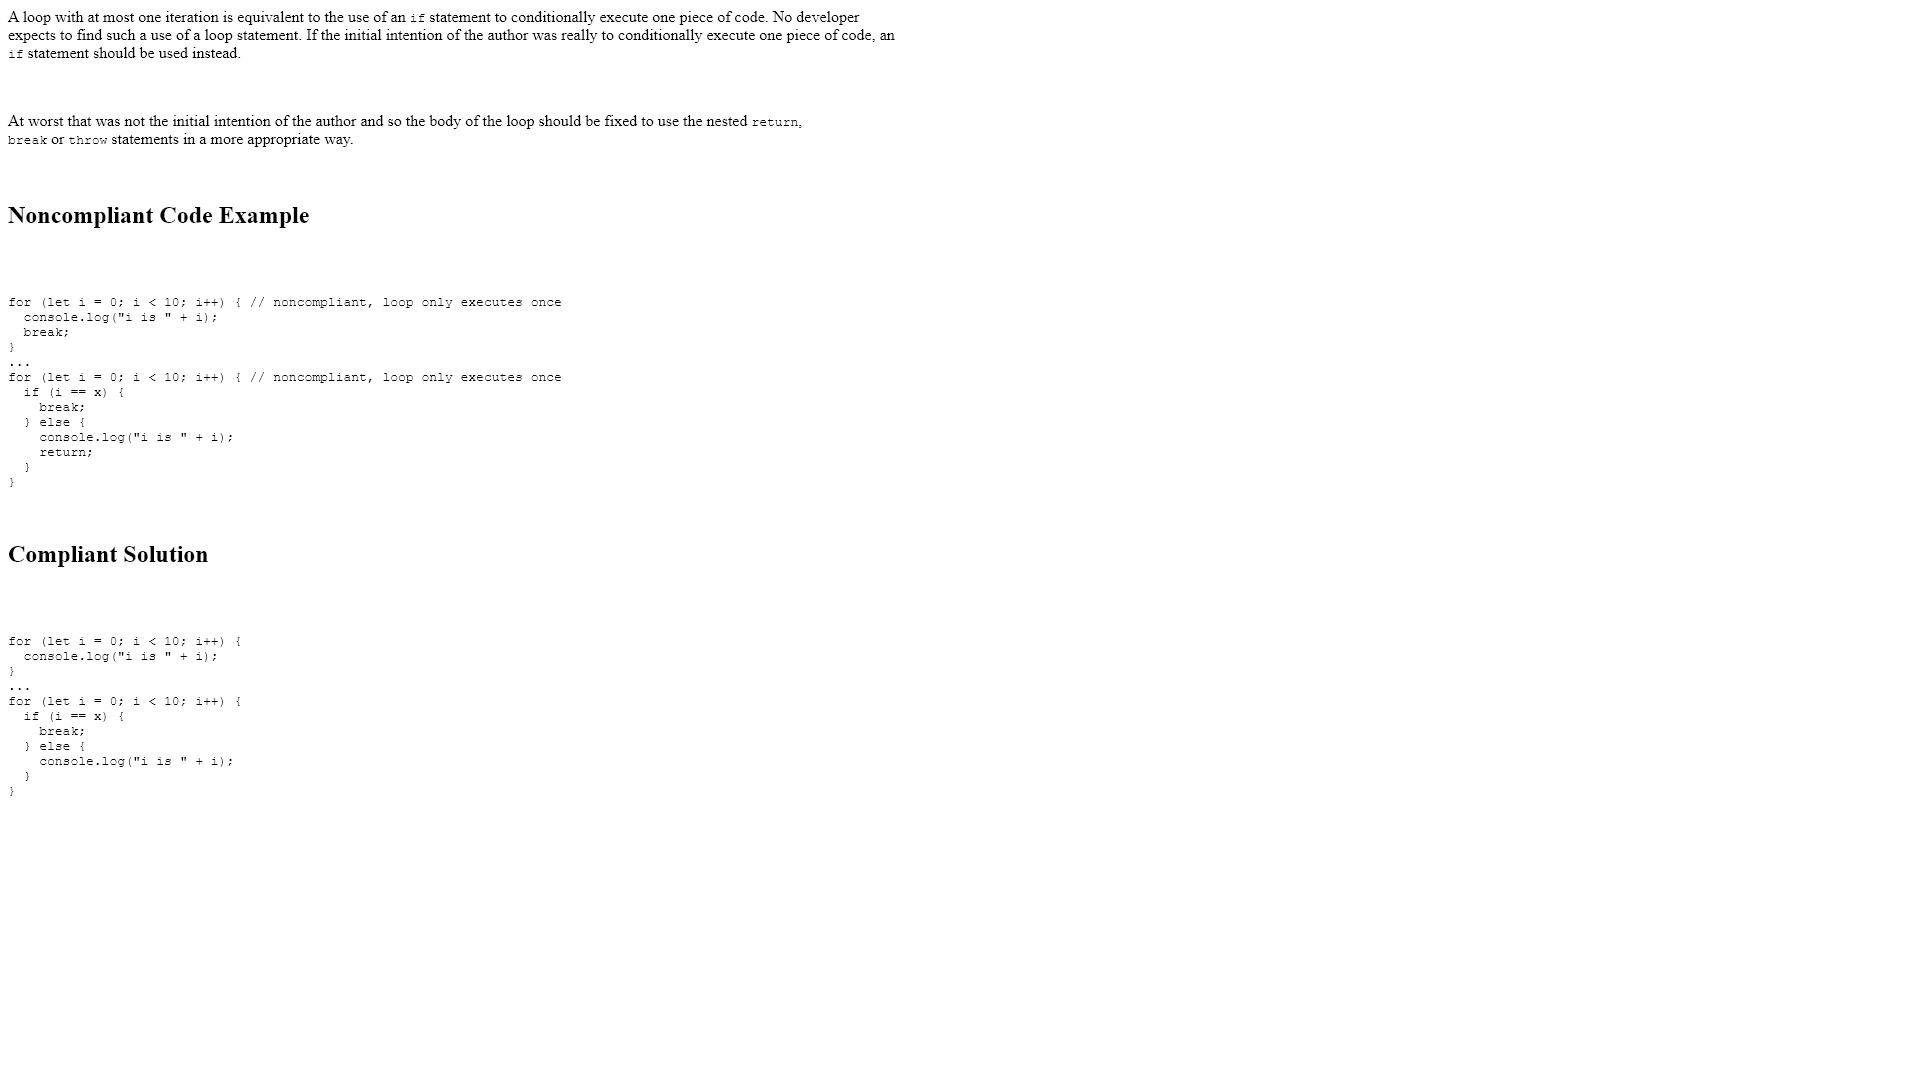 A loop with at most one iteration is equivalent to the use of an if statement to conditionally execute one piece of code. No developer
expects to find such a use of a loop statement. If the initial intention of the author was really to conditionally execute one piece of code, an
if statement should be used instead.
At worst that was not the initial intention of the author and so the body of the loop should be fixed to use the nested return,
break or throw statements in a more appropriate way.
Noncompliant Code Example
for (let i = 0; i < 10; i++) { // noncompliant, loop only executes once
  console.log("i is " + i);
  break;
}
...
for (let i = 0; i < 10; i++) { // noncompliant, loop only executes once
  if (i == x) {
    break;
  } else {
    console.log("i is " + i);
    return;
  }
}
Compliant Solution
for (let i = 0; i < 10; i++) {
  console.log("i is " + i);
}
...
for (let i = 0; i < 10; i++) {
  if (i == x) {
    break;
  } else {
    console.log("i is " + i);
  }
}